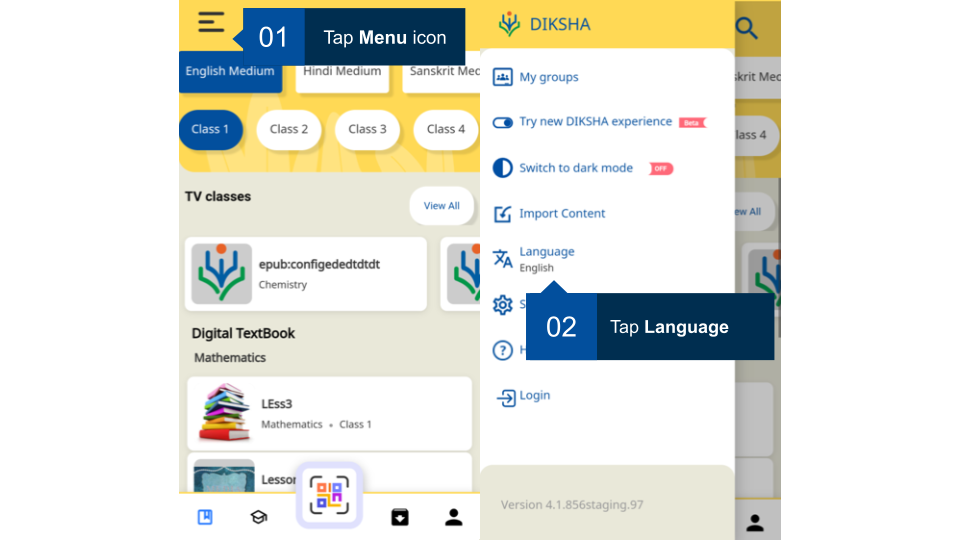 01 Tap Menu icon
English Medium
Hindi Medium
Sanskrit Med
Class 1
Class 2
Class 3
Class 4
TV classes
View All
epub:configededtdtdt
Chemistry
Digital TextBook
Mathematics
LEss3
Mathematics • Class 1
Lesson
DIKSHA
My groups
Try new DIKSHA experience Beta
Switch to dark mode OFF
Import Content
Language
English
S
02 Tap Language
H
Login
Version 4.1.856staging.97
skrit Med
lass 4
ew All